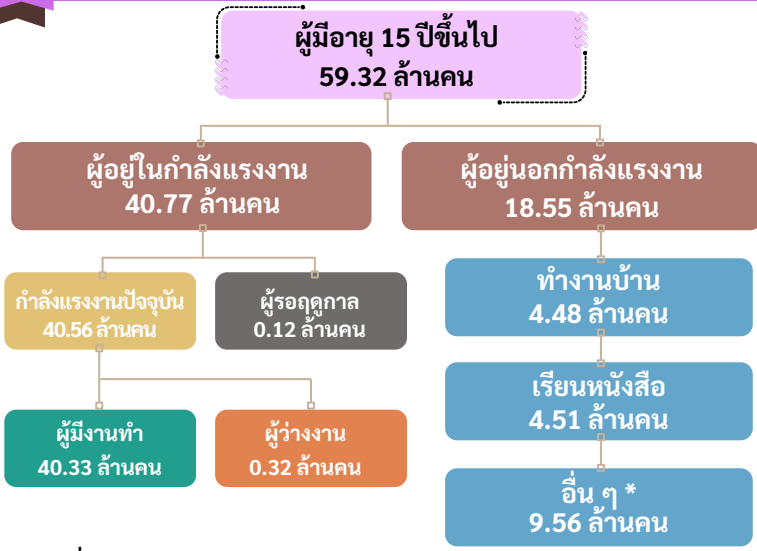 ผู้มีอายุ 15 ปีขึ้นไป
59.32 ล้านคน
ผู้อยู่ในกำลังแรงงาน
40.77 ล้านคน
ผู้อยู่นอกกำลังแรงงาน
18.55 ล้านคน
กำลังแรงงานปัจจุบัน
40.56 ล้านคน
ผู้รอฤดูกาล
0.12 ล้านคน
ผู้มีงานทำ
40.33 ล้านคน
ผู้ว่างงาน
0.32 ล้านคน
ทำงานบ้าน
4.48 ล้านคน
เรียนหนังสือ
4.51 ล้านคน
อื่น ๆ *
9.56 ล้านคน